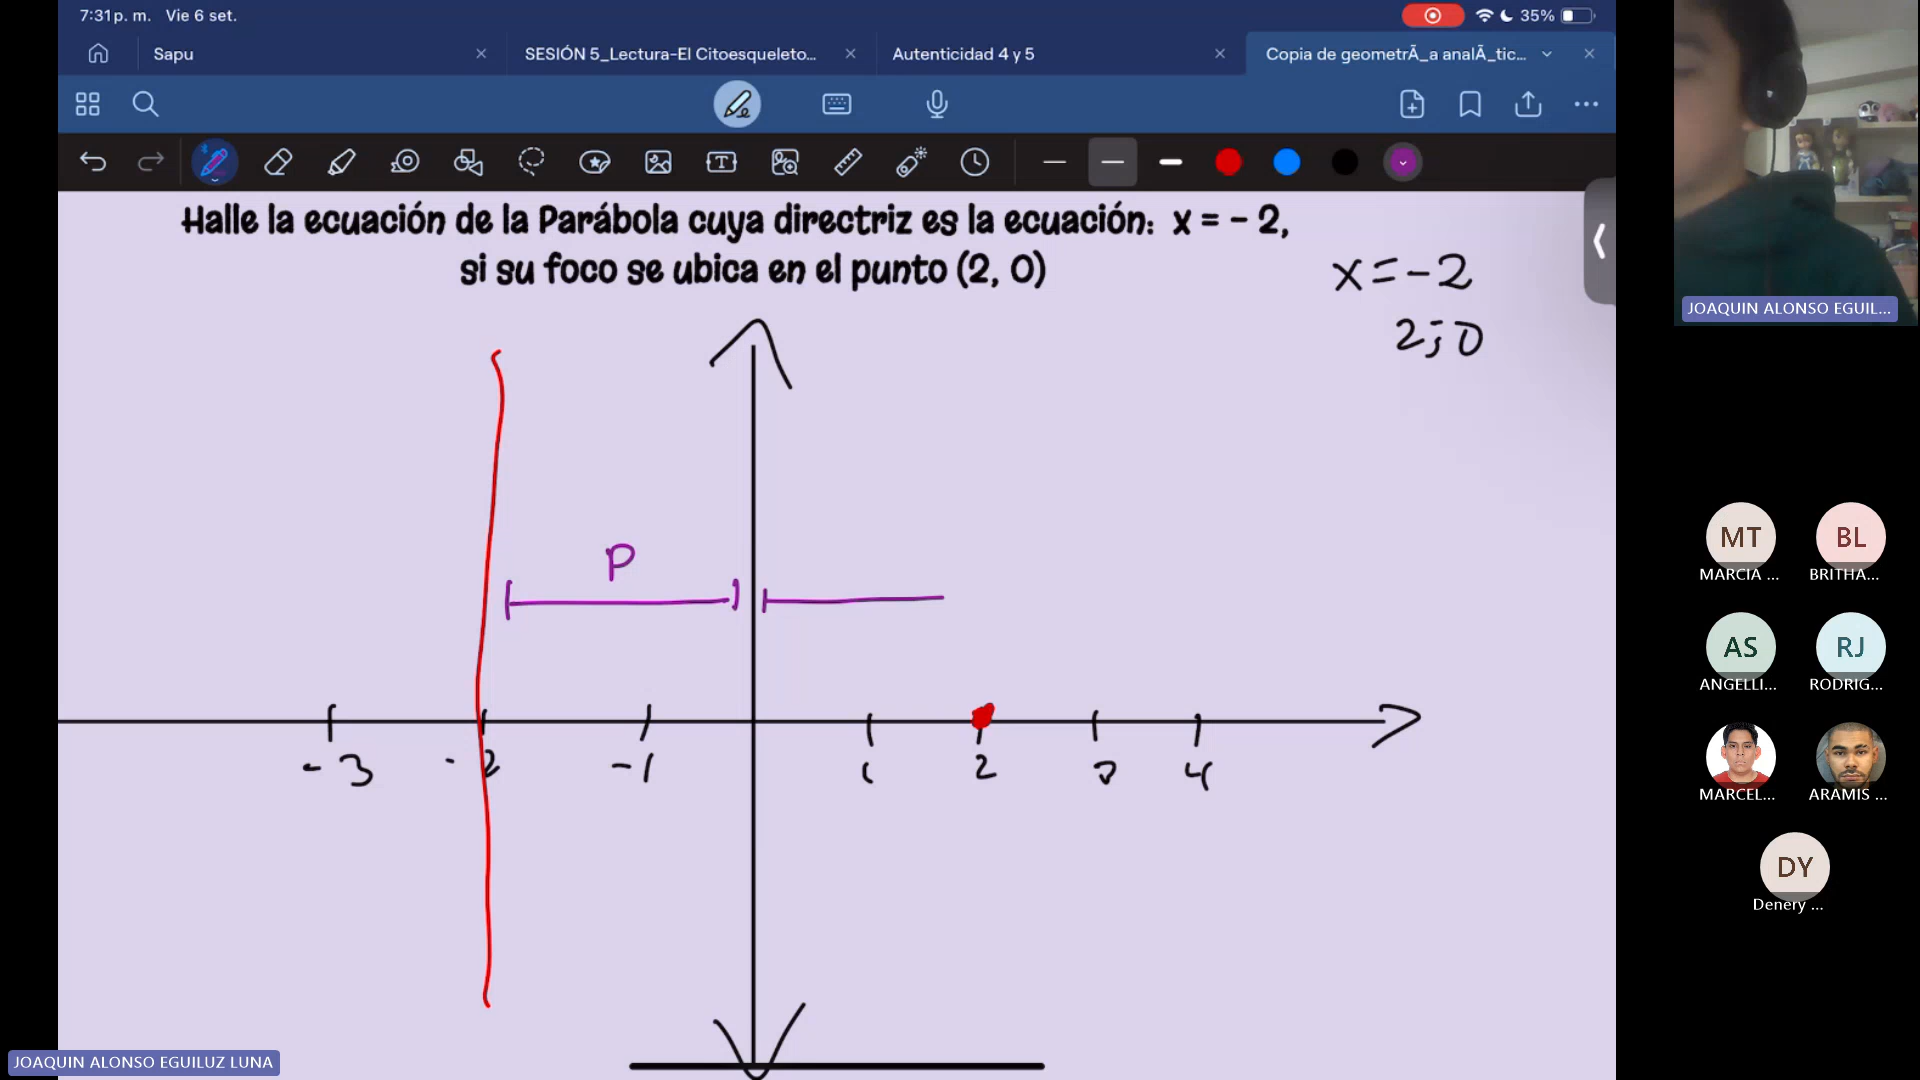 7:31p. m. Vie 6 set.
35%
Sapu
SESIÓN 5_Lectura-El Citoesqueleto...
Autenticidad 4 y 5
Copia de geometrÃ_a analÃ_tic...
Halle la ecuación de la Parábola cuya directriz es la ecuación: x = - 2,
si su foco se ubica en el punto (2, 0)
x = -2
2; 0
P
-3 -2 -1 1 2 3 4
JOAQUIN ALONSO EGUIL...
MT
BL
MARCIA ...
BRITHA...
AS
RJ
ANGELLI...
RODRIG...
MARCEL...
ARAMIS ...
DY
Denery ...
JOAQUIN ALONSO EGUILUZ LUNA